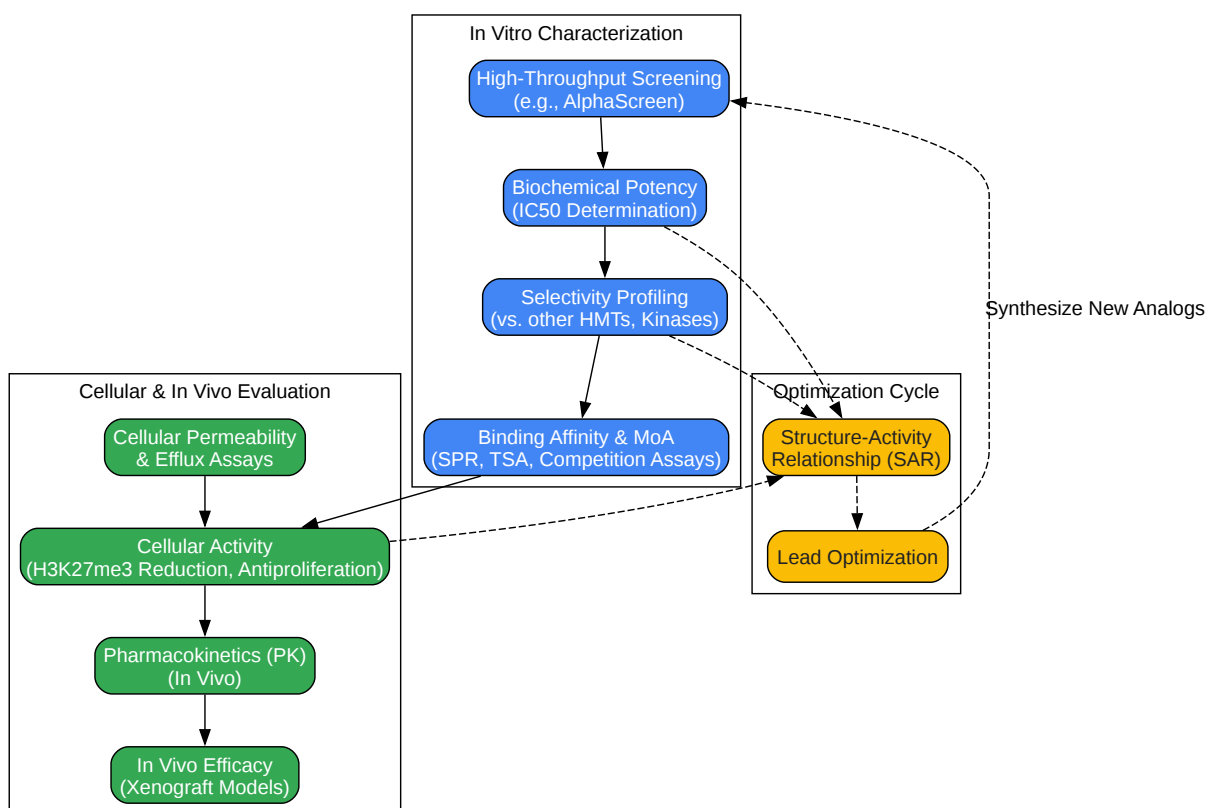 In Vitro Characterization
High-Throughput Screening
(e.g., AlphaScreen)
Biochemical Potency
(IC50 Determination)
Selectivity Profiling
(vs. other HMTs, Kinases)
Binding Affinity & MoA
(SPR, TSA, Competition Assays)
Synthesize New Analogs
Cellular & In Vivo Evaluation
Cellular Permeability
& Efflux Assays
Cellular Activity
(H3K27me3 Reduction, Antiproliferation)
Pharmacokinetics (PK)
(In Vivo)
In Vivo Efficacy
(Xenograft Models)
Optimization Cycle
Structure-Activity
Relationship (SAR)
Lead Optimization